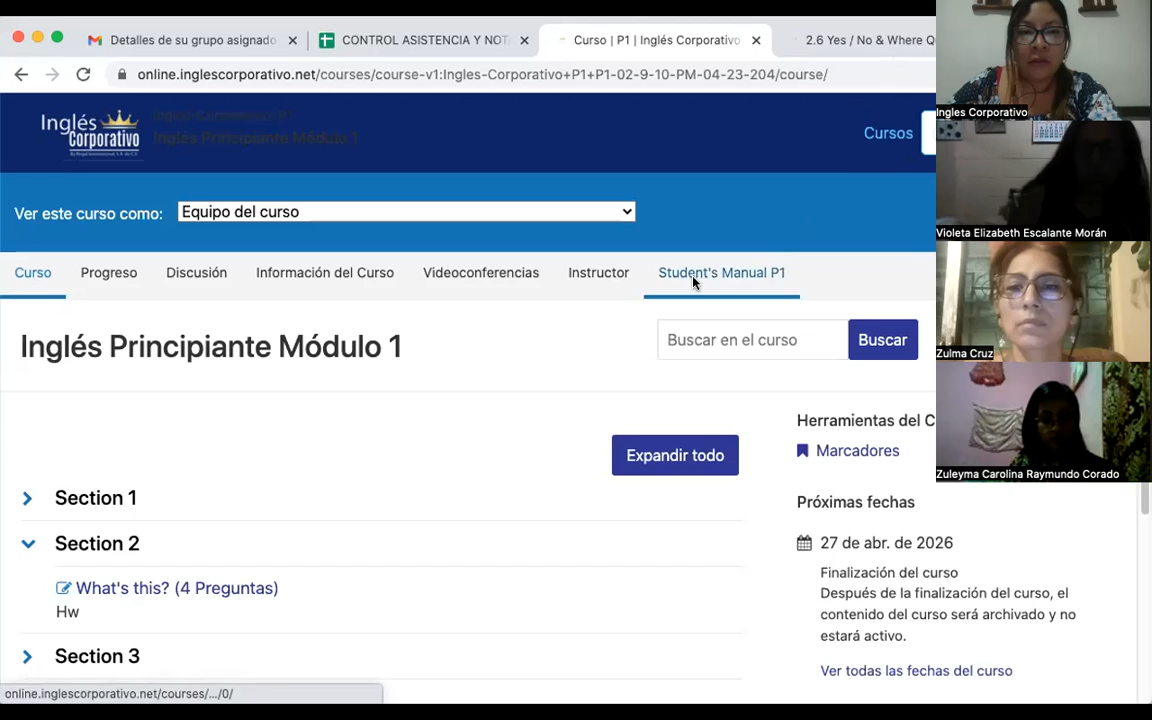 Detalles de su grupo asignado
CONTROL ASISTENCIA Y NOT
Curso | P1 | Inglés Corporativo
2.6 Yes / No & Where Q
online.inglescorporativo.net/courses/course-v1:Ingles-Corporativo+P1+P1-02-9-10-PM-04-23-204/course/
Inglés
Corporativo
Inglés Principiante Módulo 1
Cursos
Ver este curso como:
Equipo del curso
Curso
Progreso
Discusión
Información del Curso
Videoconferencias
Instructor
Student's Manual P1
Inglés Principiante Módulo 1
Buscar en el curso
Buscar
Herramientas del C
Marcadores
Expandir todo
Section 1
Section 2
What's this? (4 Preguntas)
Hw
Section 3
Próximas fechas
27 de abr. de 2026
Finalización del curso
Después de la finalización del curso, el
contenido del curso será archivado y no
estará activo.
Ver todas las fechas del curso
online.inglescorporativo.net/courses/.../0/
Ingles Corporativo
Violeta Elizabeth Escalante Morán
Zulma Cruz
Zuleyma Carolina Raymundo Corado